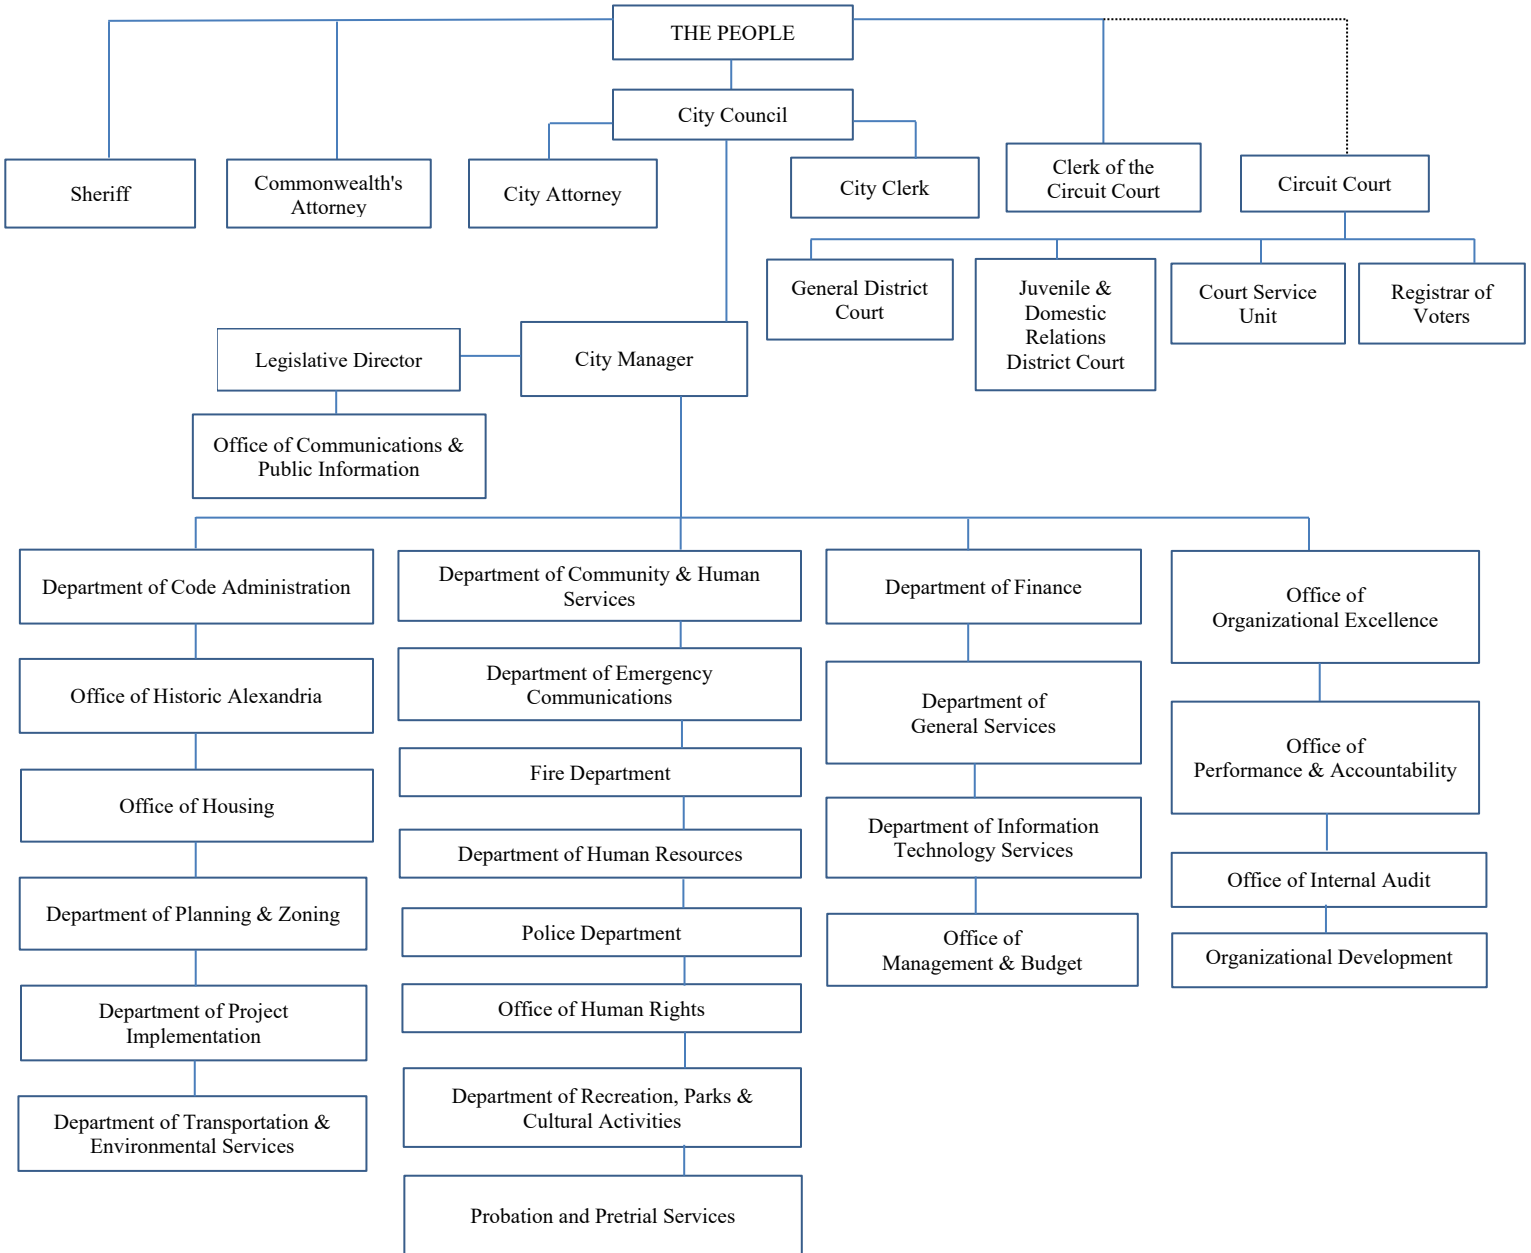 THE PEOPLE
City Council
Sheriff
Commonwealth's
Attorney
City Attorney
City Clerk
Clerk of the
Circuit Court
Circuit Court
General District
Court
Juvenile &
Domestic
Relations
District Court
Court Service
Unit
Registrar of
Voters
Legislative Director
City Manager
Office of Communications &
Public Information
Department of Code Administration
Office of Historic Alexandria
Office of Housing
Department of Planning & Zoning
Department of Project
Implementation
Department of Transportation &
Environmental Services
Department of Community & Human
Services
Department of Emergency
Communications
Fire Department
Department of Human Resources
Police Department
Office of Human Rights
Department of Recreation, Parks &
Cultural Activities
Probation and Pretrial Services
Department of Finance
Department of
General Services
Department of Information
Technology Services
Office of
Management & Budget
Office of
Organizational Excellence
Office of
Performance & Accountability
Office of Internal Audit
Organizational Development